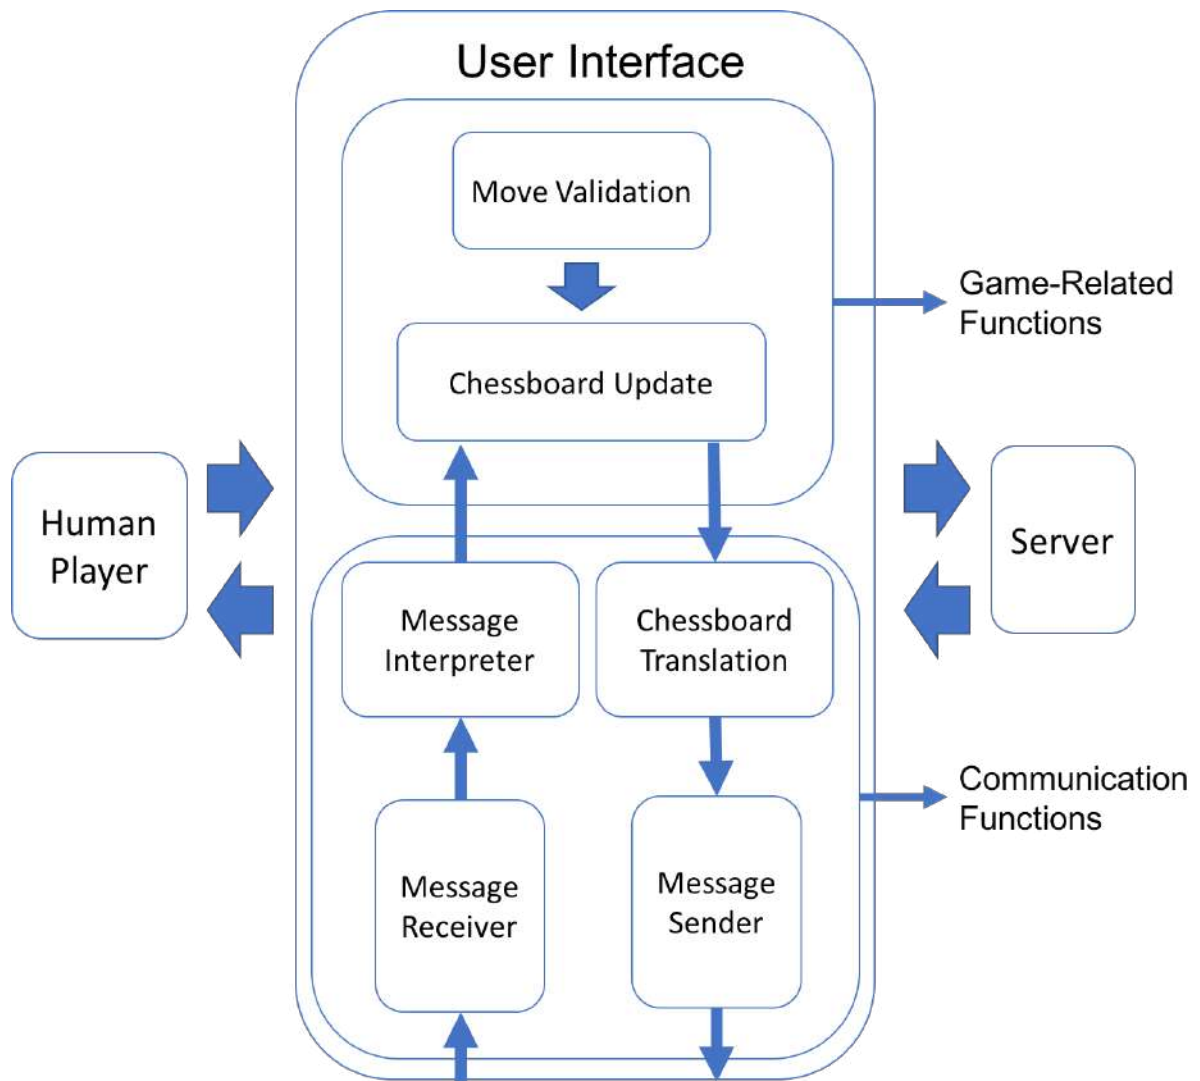 User Interface
Move Validation
Game-Related
Functions
Chessboard Update
Human
Player
Server
Message
Interpreter
Chessboard
Translation
Communication
Functions
Message
Receiver
Message
Sender